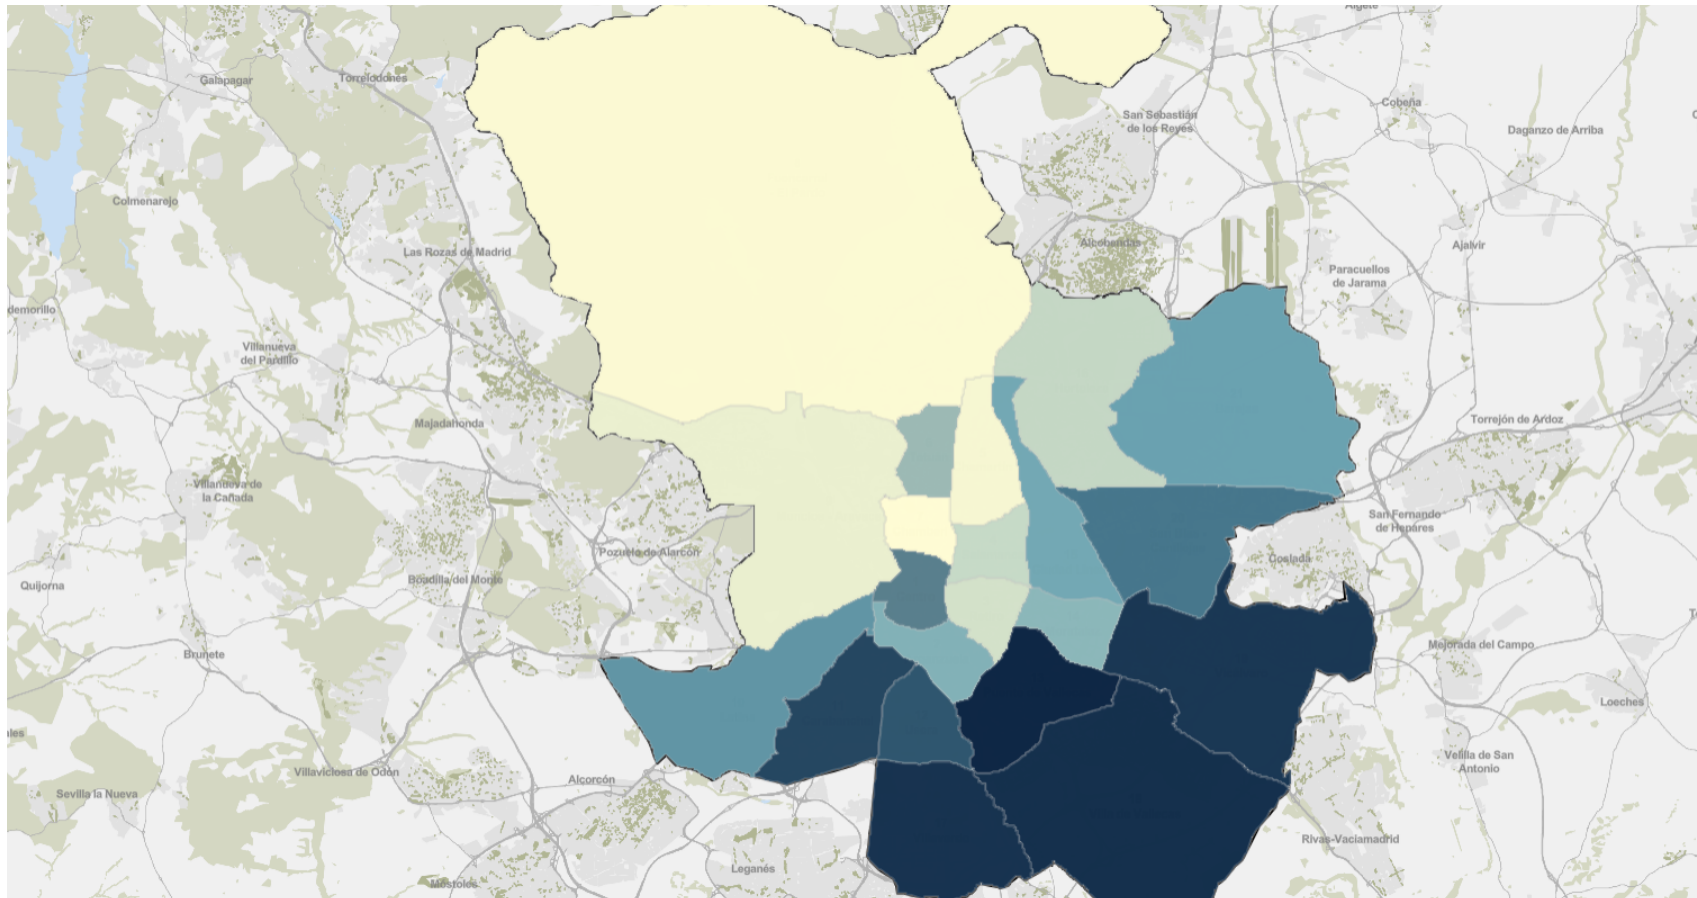 Algete
Galapagar
Torrelodones
Cobeña
San Sebastián
de los Reyes
Daganzo de Arriba
Colmenarejo
Las Rozas de Madrid
Alcobendas
Ajalvir
Paracuellos
de Jarama
demorillo
Villanueva
del Pardillo
Majadahonda
Torrejón de Ardoz
Villanueva de
la Cañada
San Fernando
de Henares
Pozuelo de Alarcón
Coslada
Quijorna
Boadilla del Monte
Brunete
Mejorada del Campo
Loeches
ales
Villaviciosa de Odón
Alcorcón
Velilla de San
Antonio
Sevilla la Nueva
Rivas-Vaciamadrid
Leganés
Móstoles